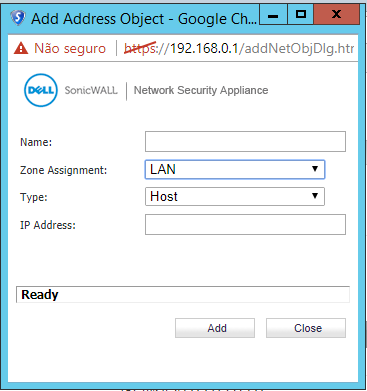 Add Address Object - Google Ch...
Não seguro | https://192.168.0.1/addNetObjDlg.htm
DELL SonicWALL | Network Security Appliance
Name:
Zone Assignment: LAN
Type: Host
IP Address:
Ready
Add Close